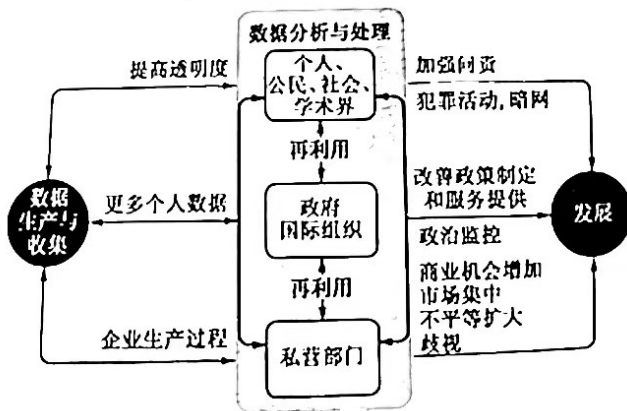 数据分析与处理
个人、
公民、社会、
学术界
提高透明度
加强问责
犯罪活动,暗网
再利用
数据
生产与
收集
更多个人数据
政府
国际组织
改善政策制定
和服务提供
发展
政治监控
再利用
商业机会增加
市场集中
不平等扩大
歧视
企业生产过程
私营部门